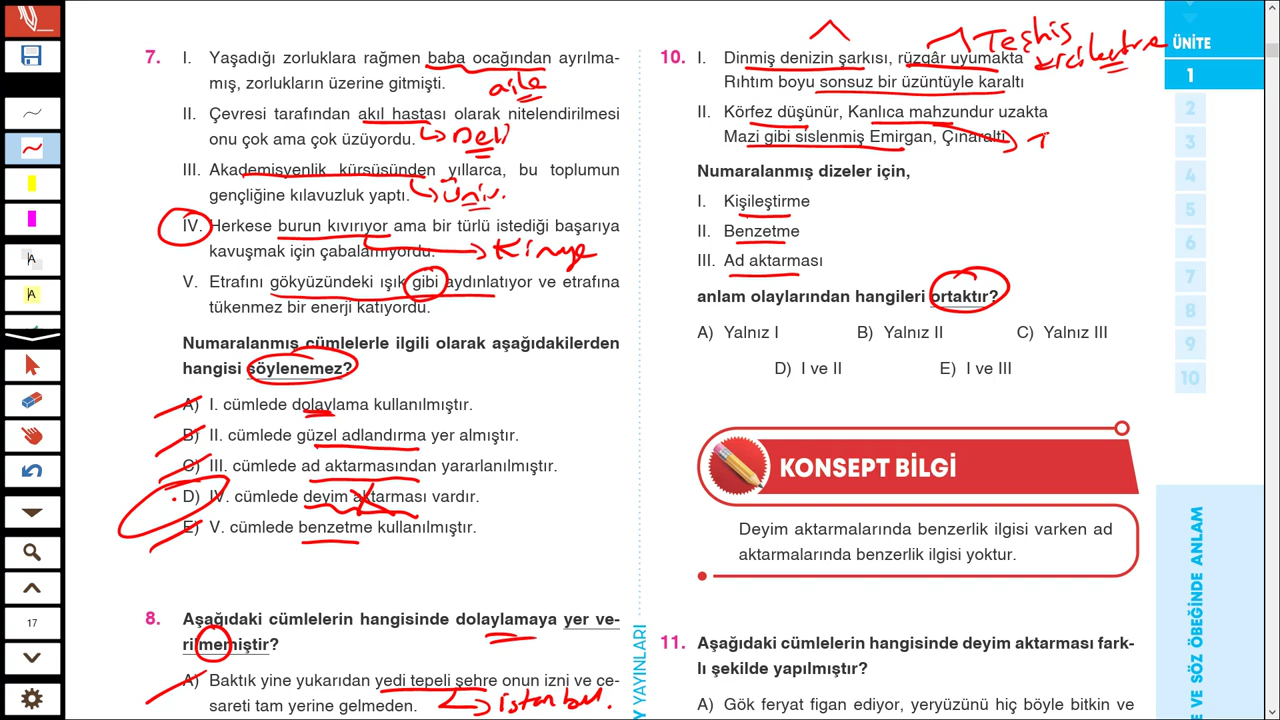 7.
I. Yaşadığı zorluklara rağmen baba ocağından ayrılma-
mış, zorlukların üzerine gitmişti.
aile
II. Çevresi tarafından akıl hastası olarak nitelendirilmesi
onu çok ama çok üzüyordu.
Deli
III. Akademisyenlik kürsüsünden yıllarca, bu toplumun
gençliğine kılavuzluk yaptı.
üniv.
IV. Herkese burun kıvırıyor ama bir türlü istediği başarıya
kavuşmak için çabalamıyordu.
Kinaye
V. Etrafını gökyüzündeki ışık gibi aydınlatıyor ve etrafına
tükenmez bir enerji katıyordu.
Numaralanmış cümlelerle ilgili olarak aşağıdakilerden
hangisi söylenemez?
A) I. cümlede dolaylama kullanılmıştır.
B) II. cümlede güzel adlandırma yer almıştır.
C) III. cümlede ad aktarmasından yararlanılmıştır.
D) IV. cümlede deyim aktarması vardır.
E) V. cümlede benzetme kullanılmıştır.
8. Aşağıdaki cümlelerin hangisinde dolaylamaya yer ve-
rilmemiştir?
A) Baktık yine yukarıdan yedi tepeli şehre onun izni ve ce-
sareti tam yerine gelmeden.
istanbul.
10.
I. Dinmiş denizin şarkısı, rüzgâr uyumakta
Teşhis
Rıhtım boyu sonsuz bir üzüntüyle karaltı
II. Körfez düşünür, Kanlıca mahzundur uzakta
Mazi gibi sislenmiş Emirgan, Çınaraltı
Numaralanmış dizeler için,
I. Kişileştirme
II. Benzetme
III. Ad aktarması
anlam olaylarından hangileri ortaktır?
A) Yalnız I B) Yalnız II C) Yalnız III
D) I ve II E) I ve III
KONSEPT BİLGİ
Deyim aktarmalarında benzerlik ilgisi varken ad
aktarmalarında benzerlik ilgisi yoktur.
11. Aşağıdaki cümlelerin hangisinde deyim aktarması fark-
lı şekilde yapılmıştır?
A) Gök feryat figan ediyor, yeryüzünü hiç böyle bitkin ve
ÜNİTE
1
2
3
4
5
6
7
8
9
10
VE SÖZ ÖBEĞİNDE ANLAM
YAYINLARI
A
A
17